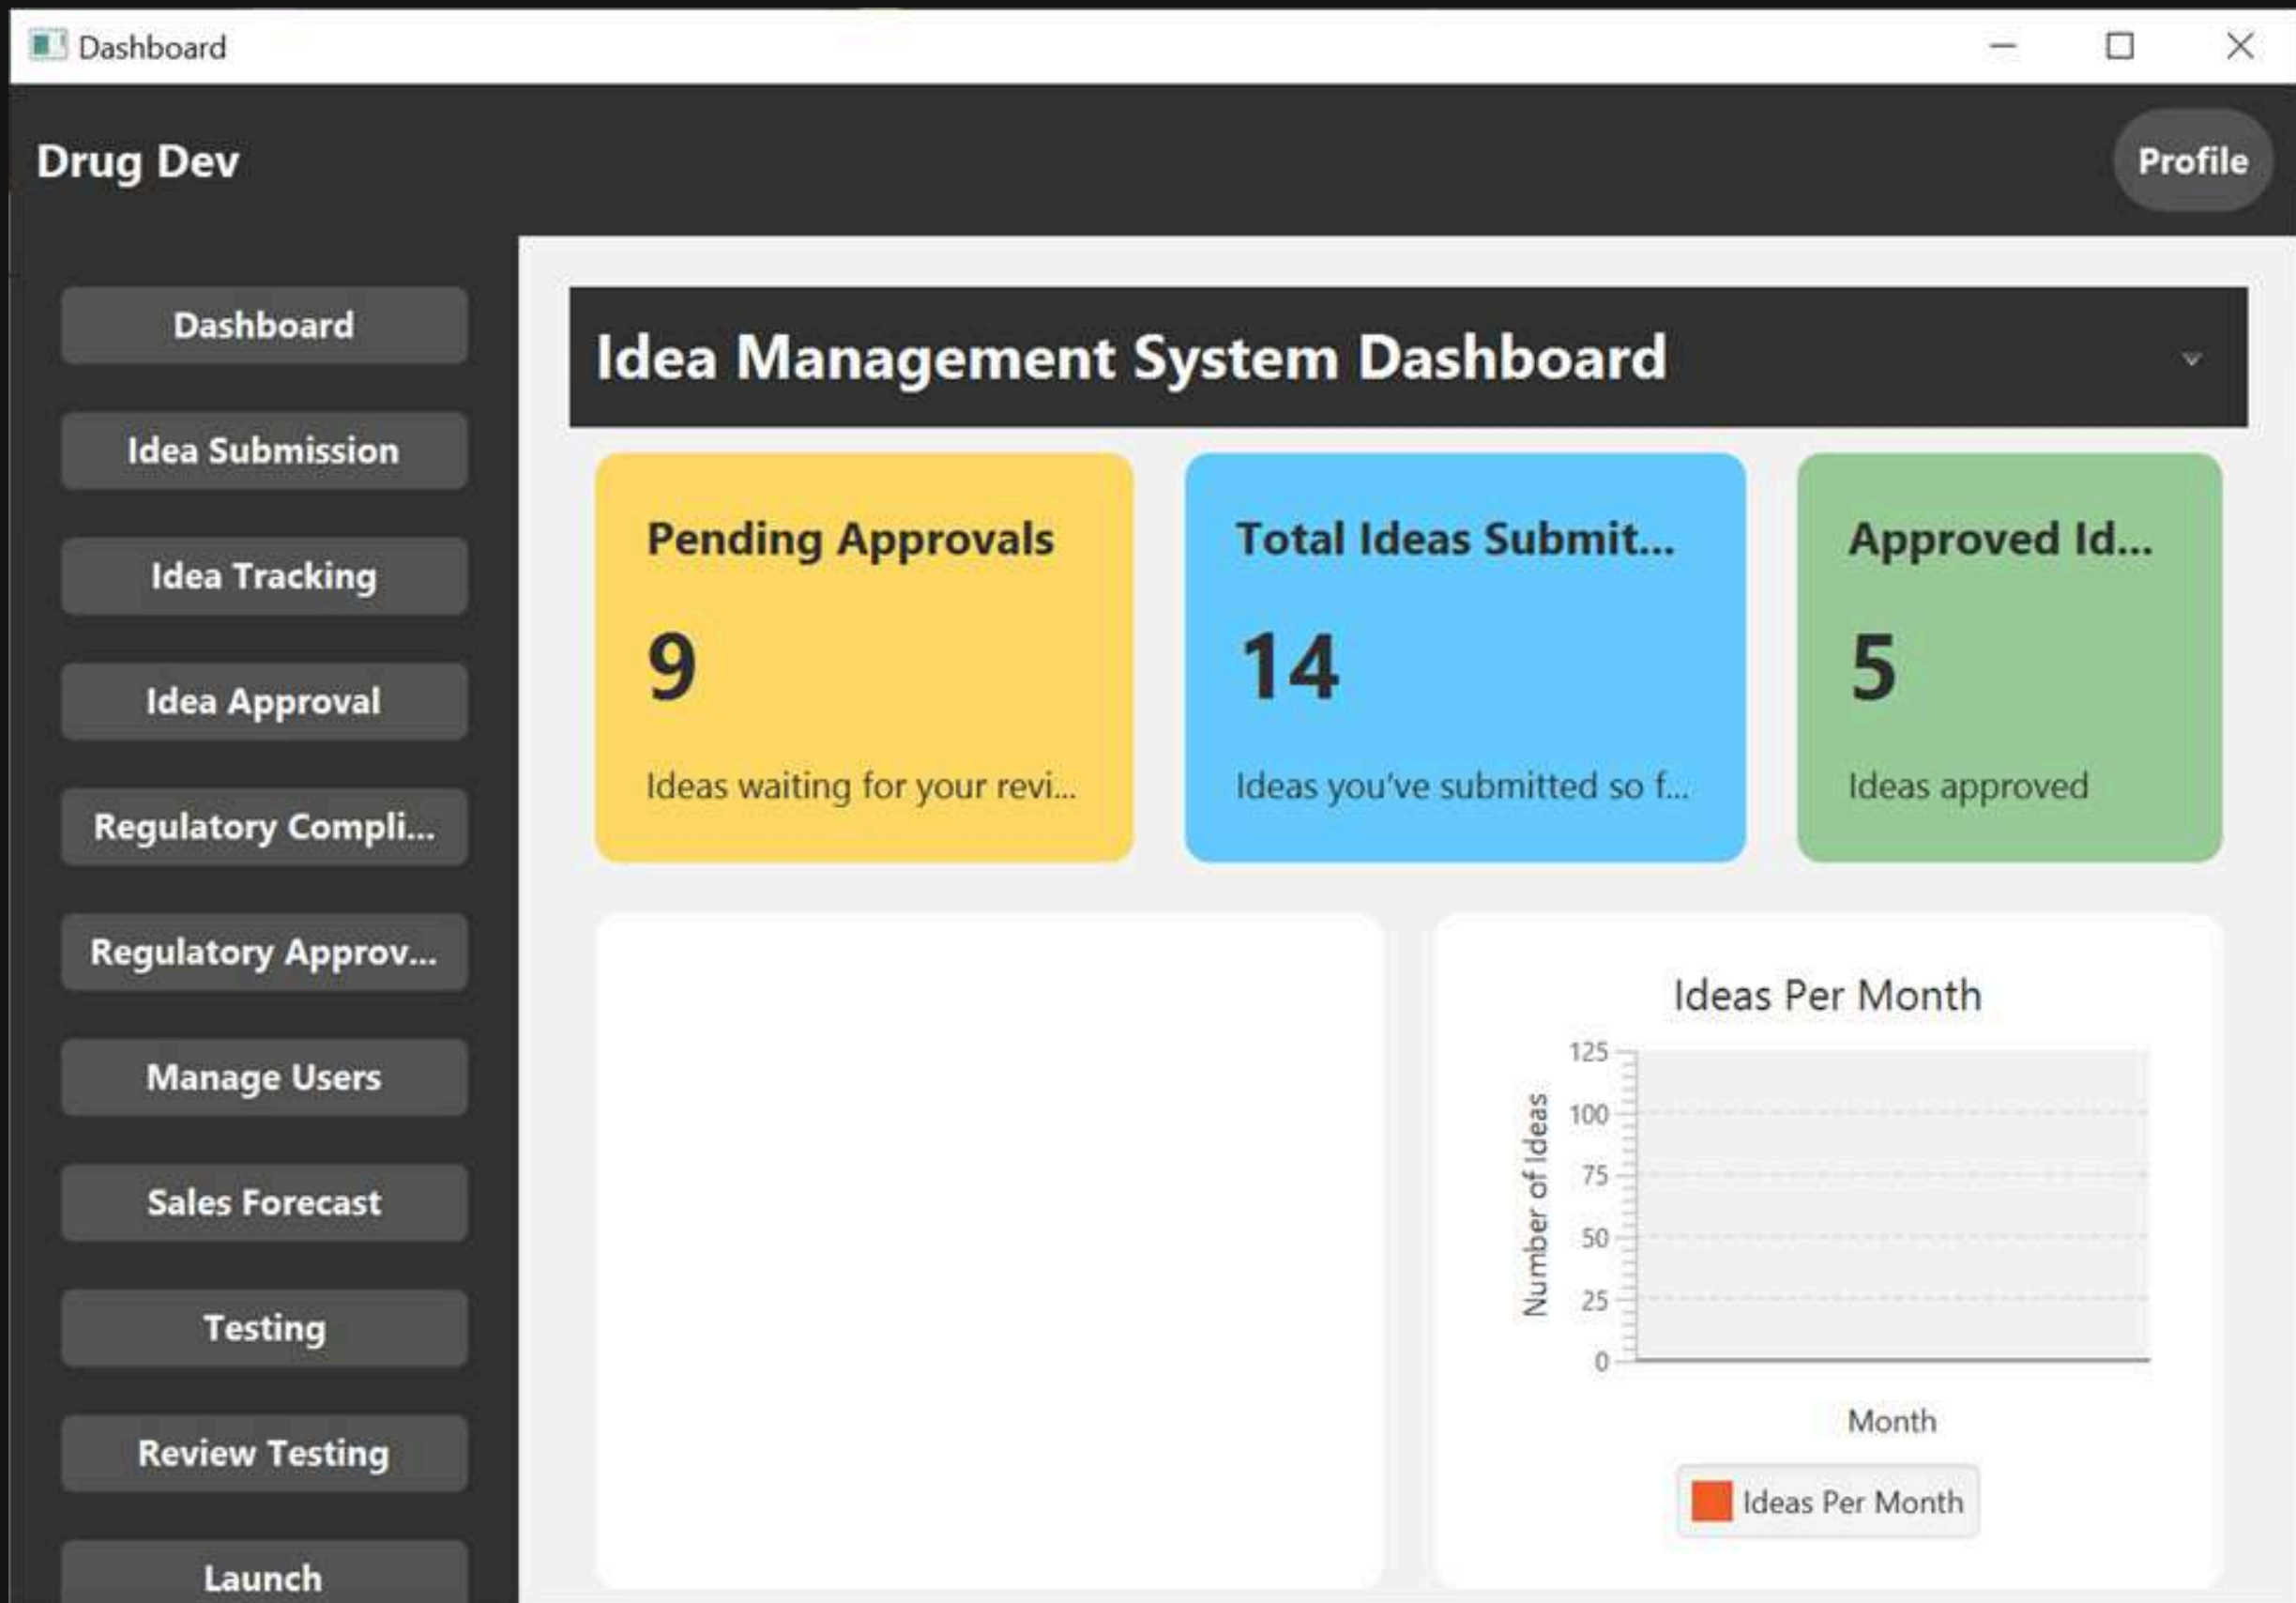 Dashboard
Drug Dev
Profile
Dashboard
Idea Submission
Idea Tracking
Idea Approval
Regulatory Compli...
Regulatory Approv...
Manage Users
Sales Forecast
Testing
Review Testing
Launch
Idea Management System Dashboard
Pending Approvals
9
Ideas waiting for your revi...
Total Ideas Submit...
14
Ideas you've submitted so f...
Approved Id...
5
Ideas approved
Ideas Per Month
Number of Ideas
125
100
75
50
25
0
Month
Ideas Per Month